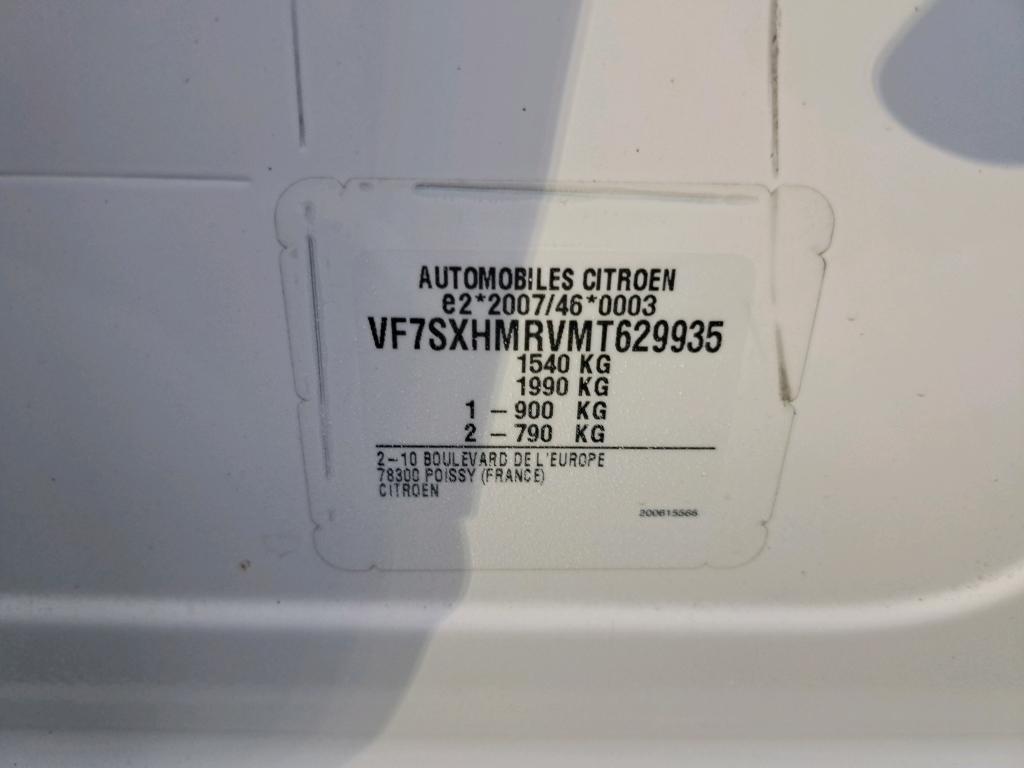 AUTOMOBILES CITROEN
e2*2007/46*0003
VF7SXHMRVMT629935
1540 KG
1990 KG
1 – 900 KG
2 – 790 KG
2–10 BOULEVARD DE L'EUROPE
78300 POISSY (FRANCE)
CITROEN
200615566